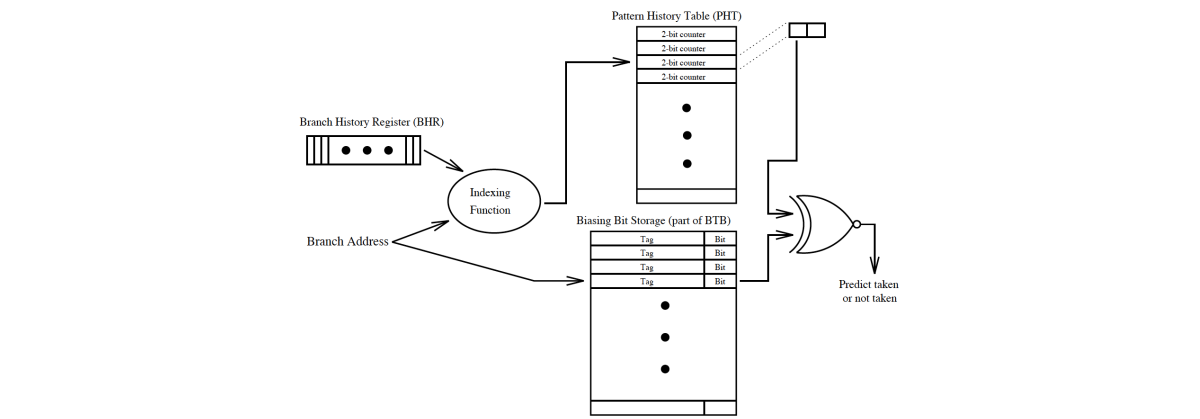 Pattern History Table (PHT)
2-bit counter
2-bit counter
2-bit counter
2-bit counter
Branch History Register (BHR)
Indexing
Function
Branch Address
Biasing Bit Storage (part of BTB)
Tag Bit
Tag Bit
Tag Bit
Tag Bit
Predict taken
or not taken